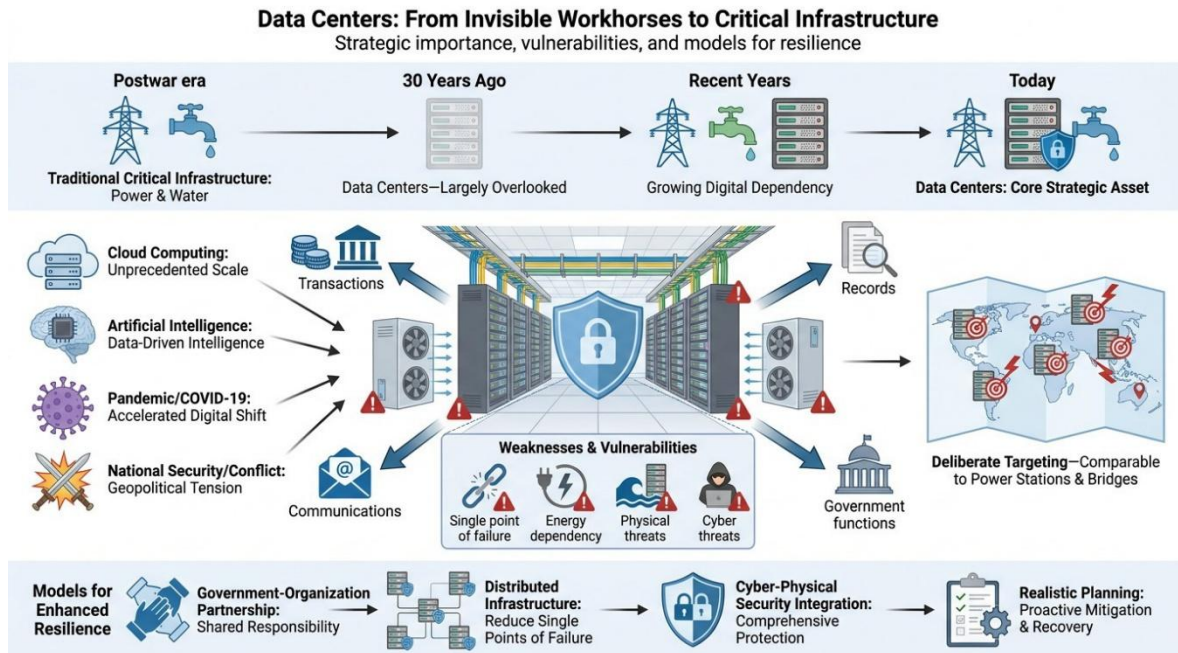 Data Centers: From Invisible Workhorses to Critical Infrastructure
Strategic importance, vulnerabilities, and models for resilience
Postwar era
Traditional Critical Infrastructure:
Power & Water
30 Years Ago
Data Centers—Largely Overlooked
Recent Years
Growing Digital Dependency
Today
Data Centers: Core Strategic Asset
Cloud Computing:
Unprecedented Scale
Artificial Intelligence:
Data-Driven Intelligence
Pandemic/COVID-19:
Accelerated Digital Shift
National Security/Conflict:
Geopolitical Tension
Transactions
@
Communications
Records
Government
functions
Weaknesses & Vulnerabilities
Single point
of failure
Energy
dependency
Physical
threats
Cyber
threats
Deliberate Targeting—Comparable
to Power Stations & Bridges
Models for
Enhanced
Resilience
Government-Organization
Partnership:
Shared Responsibility
Distributed
Infrastructure:
Reduce Single
Points of Failure
Cyber-Physical
Security Integration:
Comprehensive
Protection
Realistic Planning:
Proactive Mitigation
& Recovery